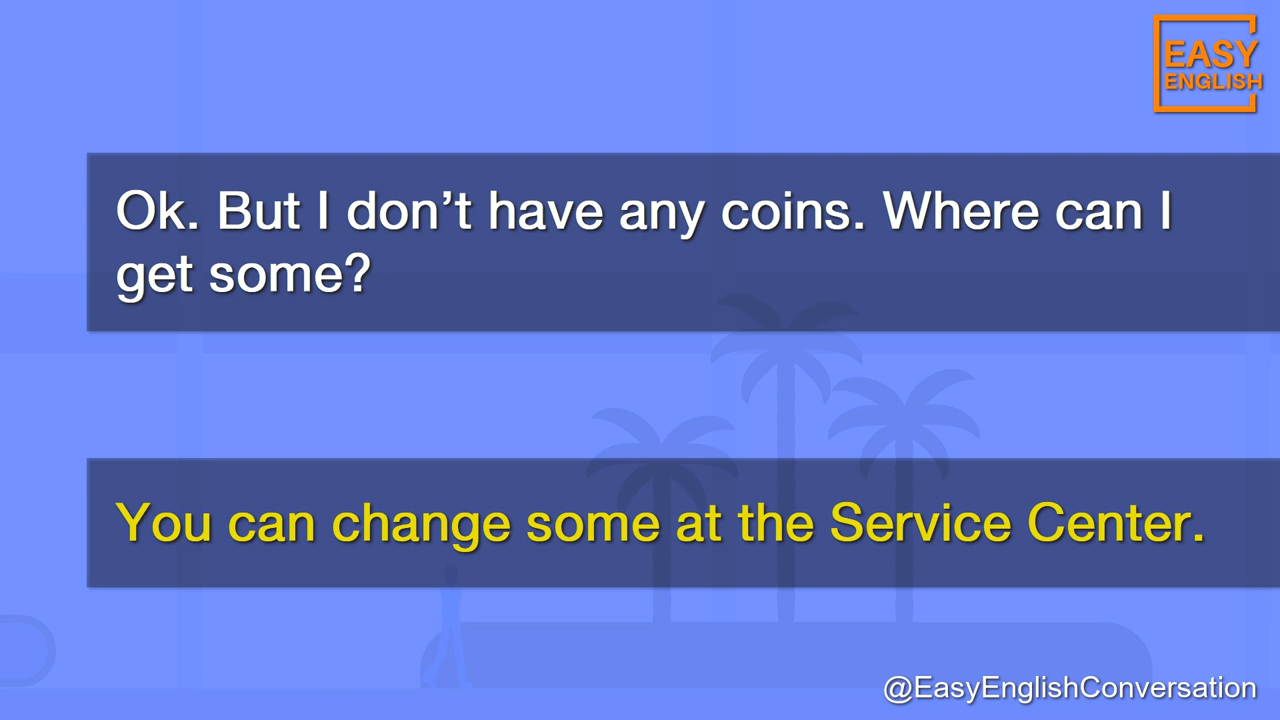 EASY
ENGLISH
Ok. But I don’t have any coins. Where can I
get some?
You can change some at the Service Center.
@EasyEnglishConversation